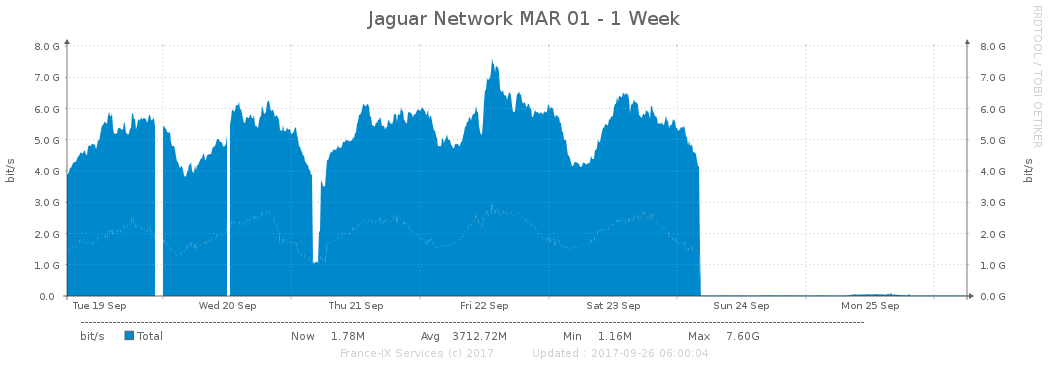 Jaguar Network MAR 01 - 1 Week
RRDTOOL / TOBI OETIKER
bit/s
8.0 G 8.0 G
7.0 G 7.0 G
6.0 G 6.0 G
5.0 G 5.0 G
4.0 G 4.0 G
3.0 G 3.0 G
2.0 G 2.0 G
1.0 G 1.0 G
0.0 0.0 G
bit/s
Tue 19 Sep Wed 20 Sep Thu 21 Sep Fri 22 Sep Sat 23 Sep Sun 24 Sep Mon 25 Sep
bit/s Total Now 1.78M Avg 3712.72M Min 1.16M Max 7.60G
France-IX Services (c) 2017 Updated : 2017-09-26 06:00:04